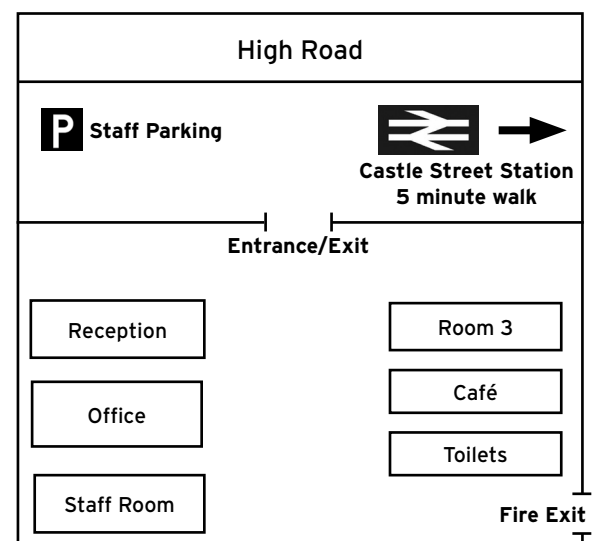 High Road
P Staff Parking
Castle Street Station
5 minute walk
Entrance/Exit
Reception
Room 3
Office
Café
Toilets
Staff Room
Fire Exit